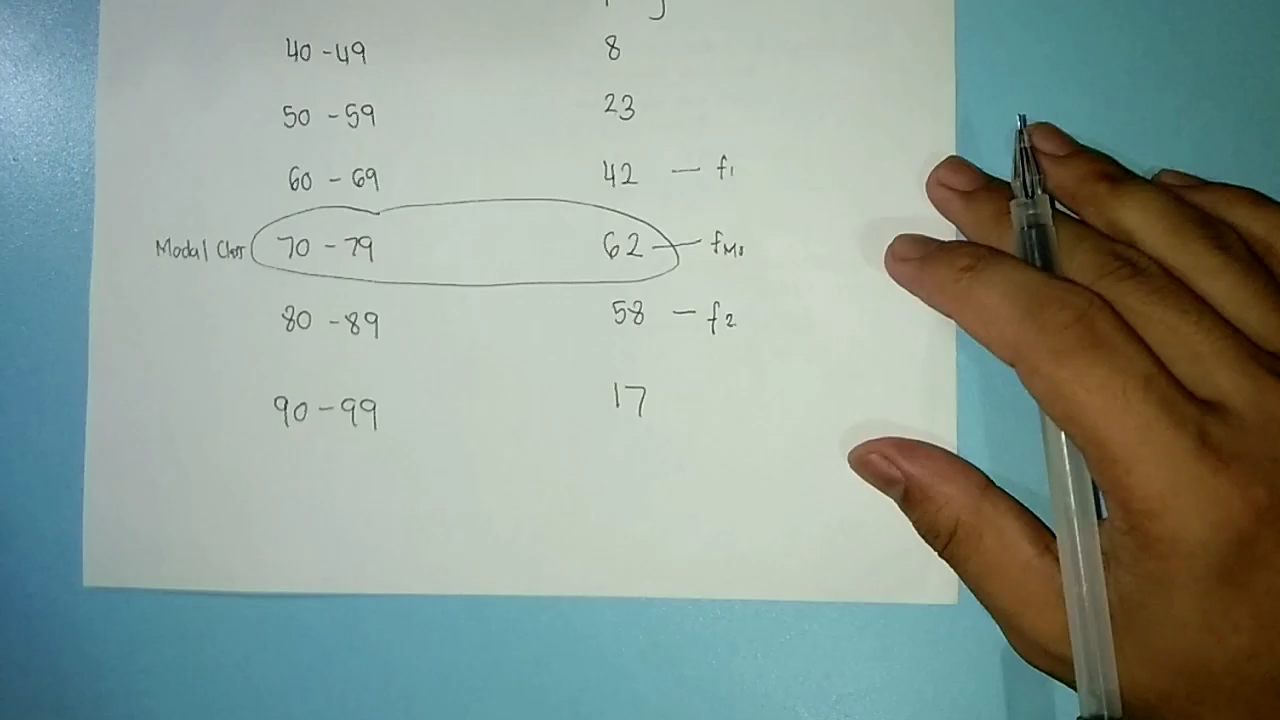 40 - 49 8
50 - 59 23
60 - 69 42 — f1
Modal Class 70 - 79 62 — fMo
80 - 89 58 — f2
90 - 99 17